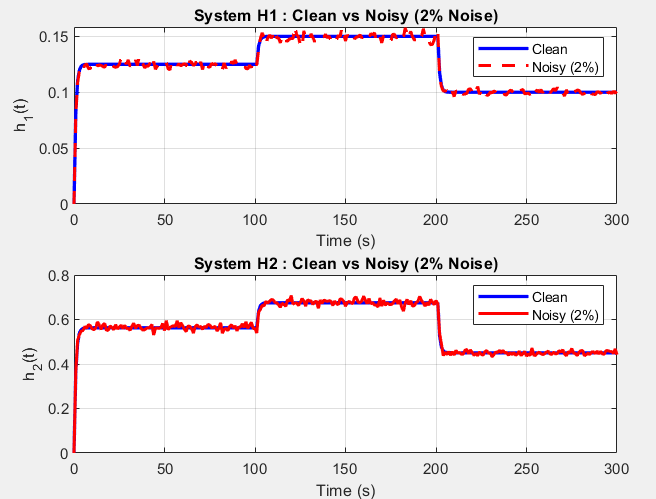 System H1 : Clean vs Noisy (2% Noise)
0.15
0.1
0.05
0
h1(t)
Clean
Noisy (2%)
0 50 100 150 200 250 300
Time (s)
System H2 : Clean vs Noisy (2% Noise)
0.8
0.6
0.4
0.2
0
h2(t)
Clean
Noisy (2%)
0 50 100 150 200 250 300
Time (s)